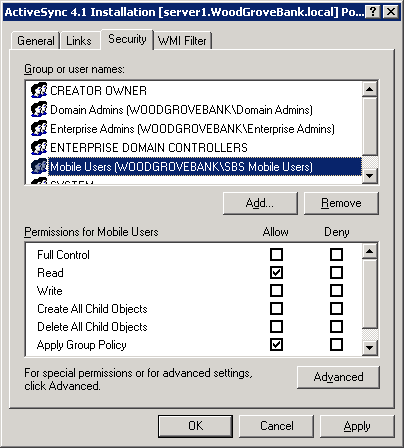 ActiveSync 4.1 Installation [server1.WoodGroveBank.local] Po...
General Links Security WMI Filter
Group or user names:
CREATOR OWNER
Domain Admins (WOODGROVEBANK\Domain Admins)
Enterprise Admins (WOODGROVEBANK\Enterprise Admins)
ENTERPRISE DOMAIN CONTROLLERS
Mobile Users (WOODGROVEBANK\SBS Mobile Users)
SYSTEM
Add... Remove
Permissions for Mobile Users Allow Deny
Full Control
Read
Write
Create All Child Objects
Delete All Child Objects
Apply Group Policy
For special permissions or for advanced settings,
click Advanced.
Advanced
OK Cancel Apply